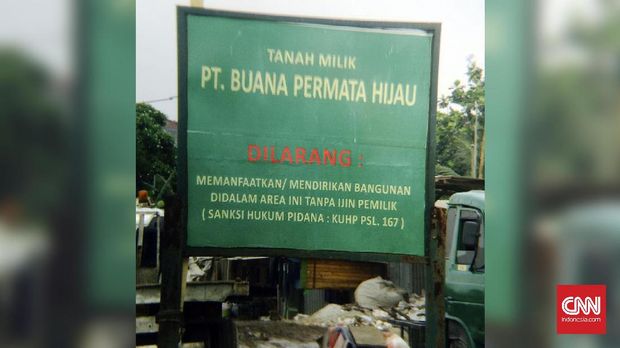 TANAH MILIK
PT. BUANA PERMATA HIJAU
DILARANG :
MEMANFAATKAN/ MENDIRIKAN BANGUNAN
DIDALAM AREA INI TANPA IJIN PEMILIK
( SANKSI HUKUM PIDANA : KUHP PSL. 167 )
CNN
Indonesia.com